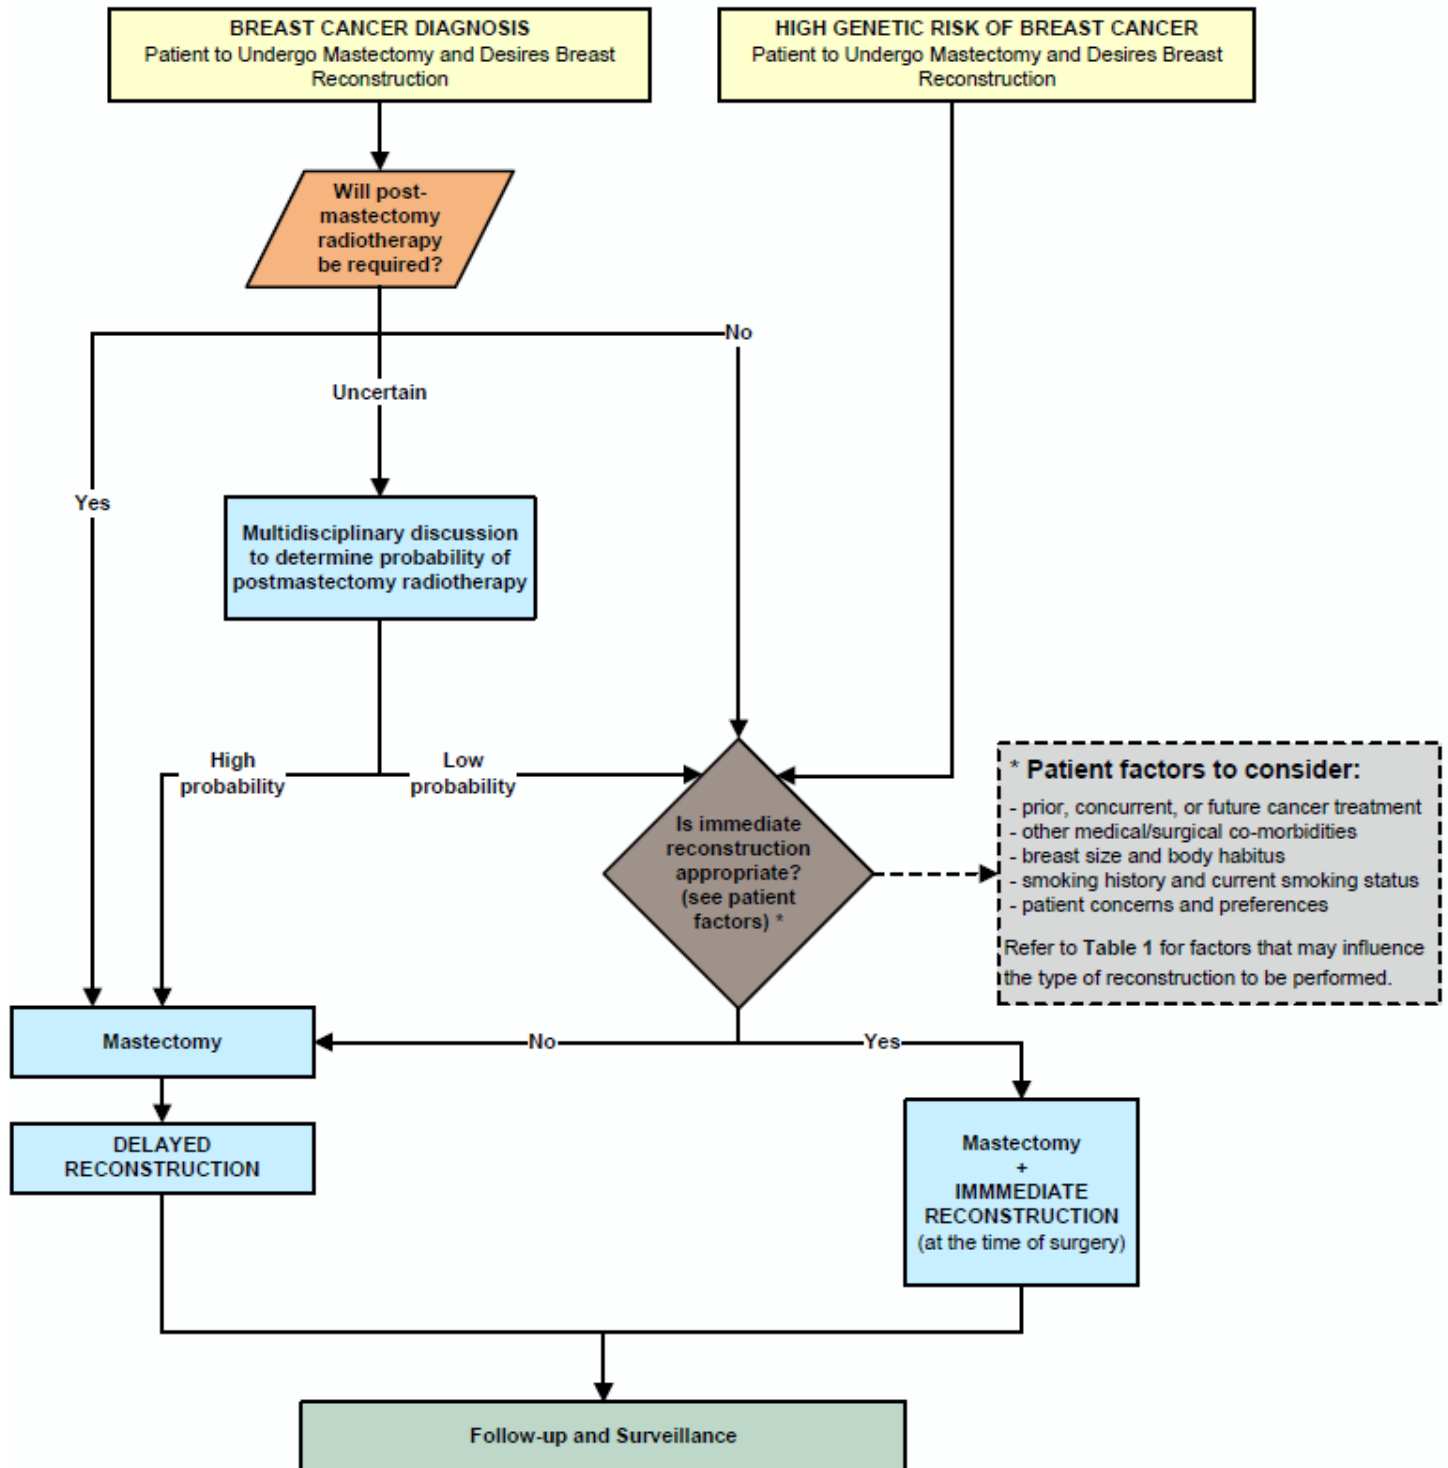 BREAST CANCER DIAGNOSIS
Patient to Undergo Mastectomy and Desires Breast
Reconstruction
HIGH GENETIC RISK OF BREAST CANCER
Patient to Undergo Mastectomy and Desires Breast
Reconstruction
Will post-
mastectomy
radiotherapy
be required?
No
Uncertain
Yes
Multidisciplinary discussion
to determine probability of
postmastectomy radiotherapy
High
probability
Low
probability
Is immediate
reconstruction
appropriate?
(see patient
factors) *
* Patient factors to consider:
- prior, concurrent, or future cancer treatment
- other medical/surgical co-morbidities
- breast size and body habitus
- smoking history and current smoking status
- patient concerns and preferences
Refer to Table 1 for factors that may influence
the type of reconstruction to be performed.
Mastectomy
No
Yes
DELAYED
RECONSTRUCTION
Mastectomy
+
IMMMEDIATE
RECONSTRUCTION
(at the time of surgery)
Follow-up and Surveillance